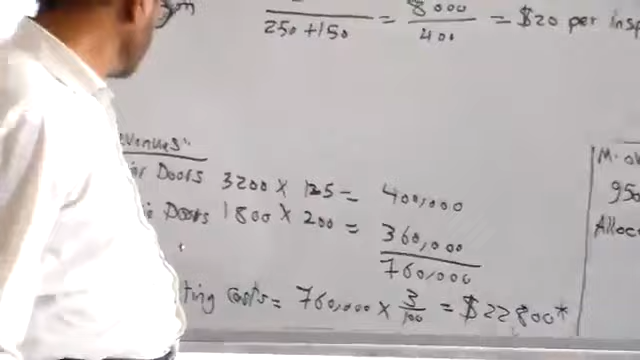 8000
250 + 150 = 400 = $20 per Insp
Revenues"
Doors 3200 × 125 = 400,000
Doors 1800 × 200 = 360,000
760,000
ting costs = 760,000 × 3/100 = $22800*
M. ov
950
Alloc